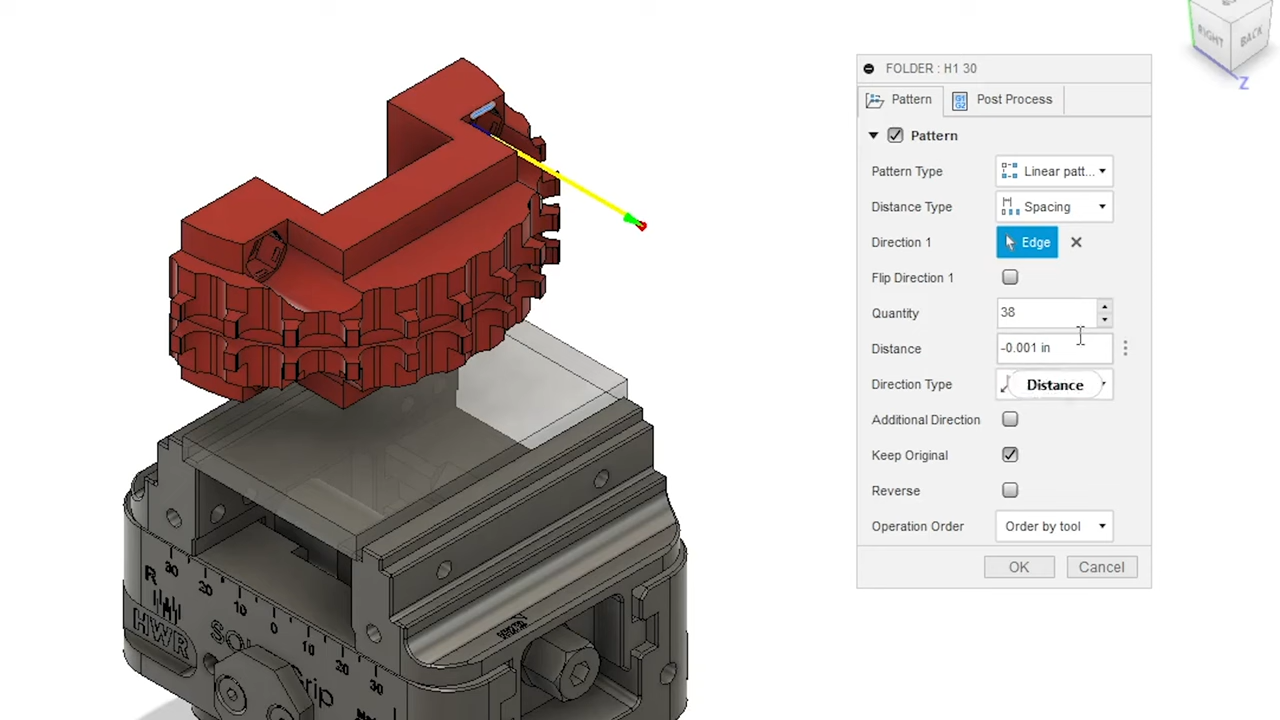 RIGHT
BACK
Z
FOLDER : H1 30
Pattern
Post Process
Pattern
Pattern Type
Linear patt...
Distance Type
Spacing
Direction 1
Edge
Flip Direction 1
Quantity
38
Distance
-0.001 in
Direction Type
Distance
Additional Direction
Keep Original
Reverse
Operation Order
Order by tool
OK
Cancel
R
30
20
10
0
10
20
30
HWR
HWR